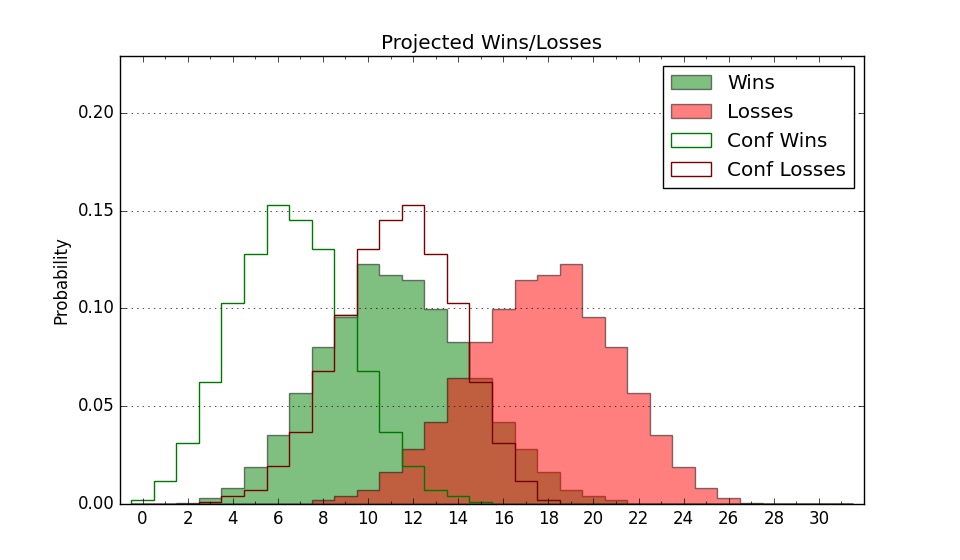 Projected Wins/Losses
Wins
Losses
Conf Wins
Conf Losses
Probability
0.20
0.15
0.10
0.05
0.00
0 2 4 6 8 10 12 14 16 18 20 22 24 26 28 30